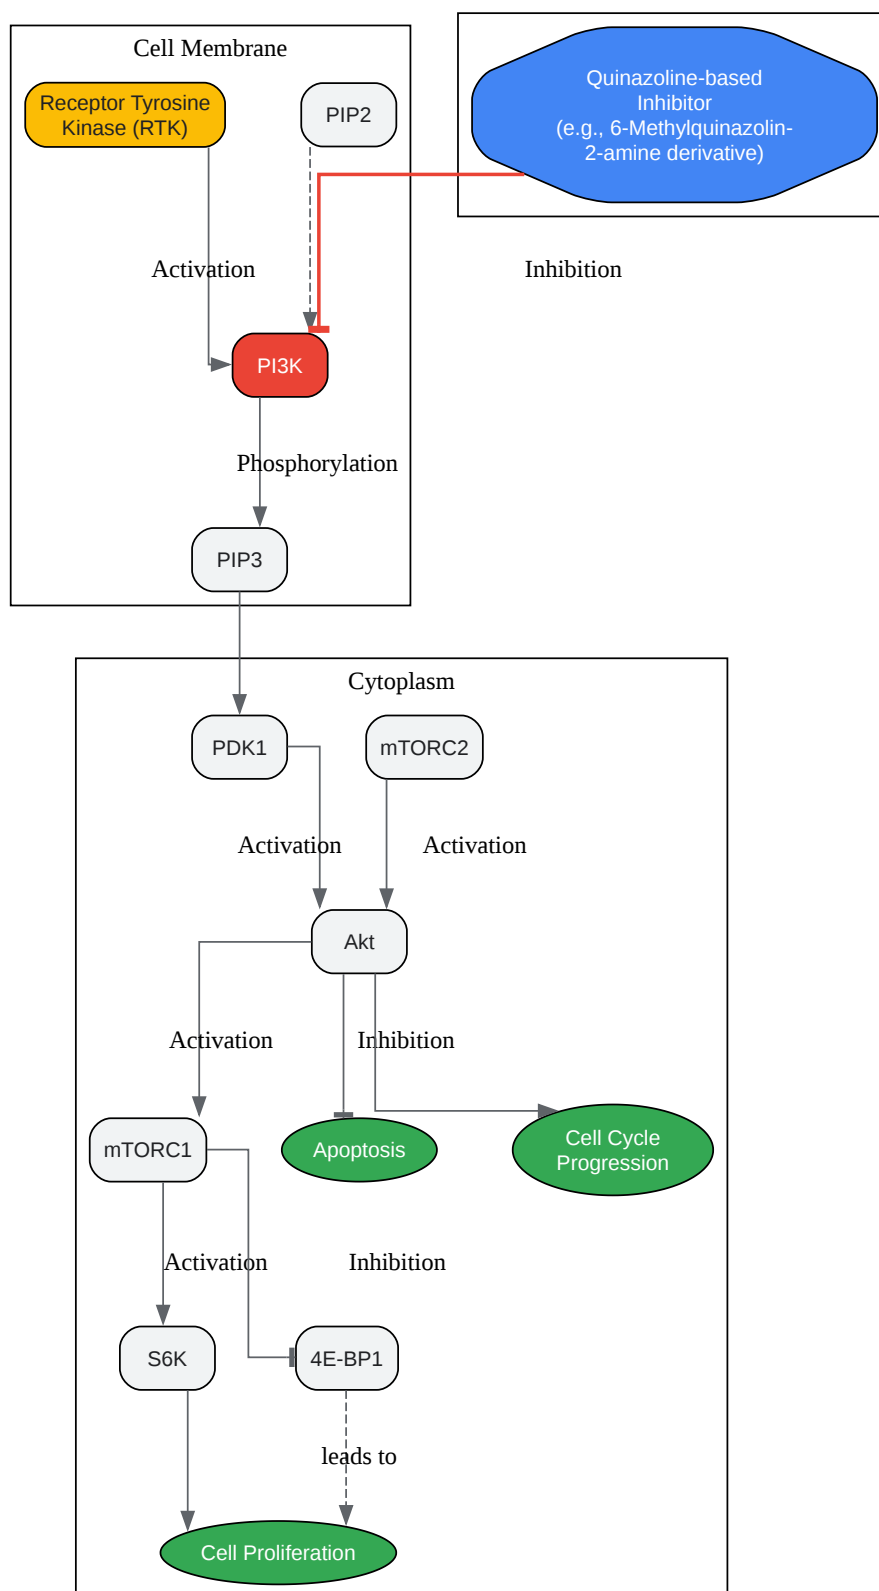 Cell Membrane
Receptor Tyrosine
Kinase (RTK)
PIP2
Quinazoline-based
Inhibitor
(e.g., 6-Methylquinazolin-
2-amine derivative)
Activation
Inhibition
PI3K
Phosphorylation
PIP3
Cytoplasm
PDK1
mTORC2
Activation
Activation
Akt
Activation
Inhibition
mTORC1
Apoptosis
Cell Cycle
Progression
Activation
Inhibition
S6K
4E-BP1
leads to
Cell Proliferation